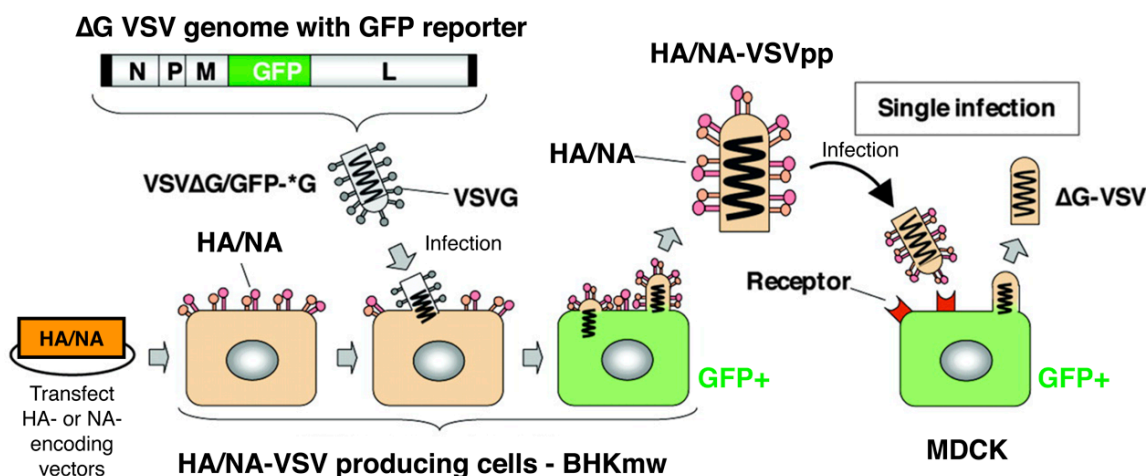 ΔG VSV genome with GFP reporter
N P M GFP L
VSVΔG/GFP-*G
VSVG
HA/NA
Infection
HA/NA
Transfect
HA- or NA-
encoding
vectors
GFP+
HA/NA-VSV producing cells - BHKmw
HA/NA-VSVpp
HA/NA
Single infection
Infection
ΔG-VSV
Receptor
GFP+
MDCK